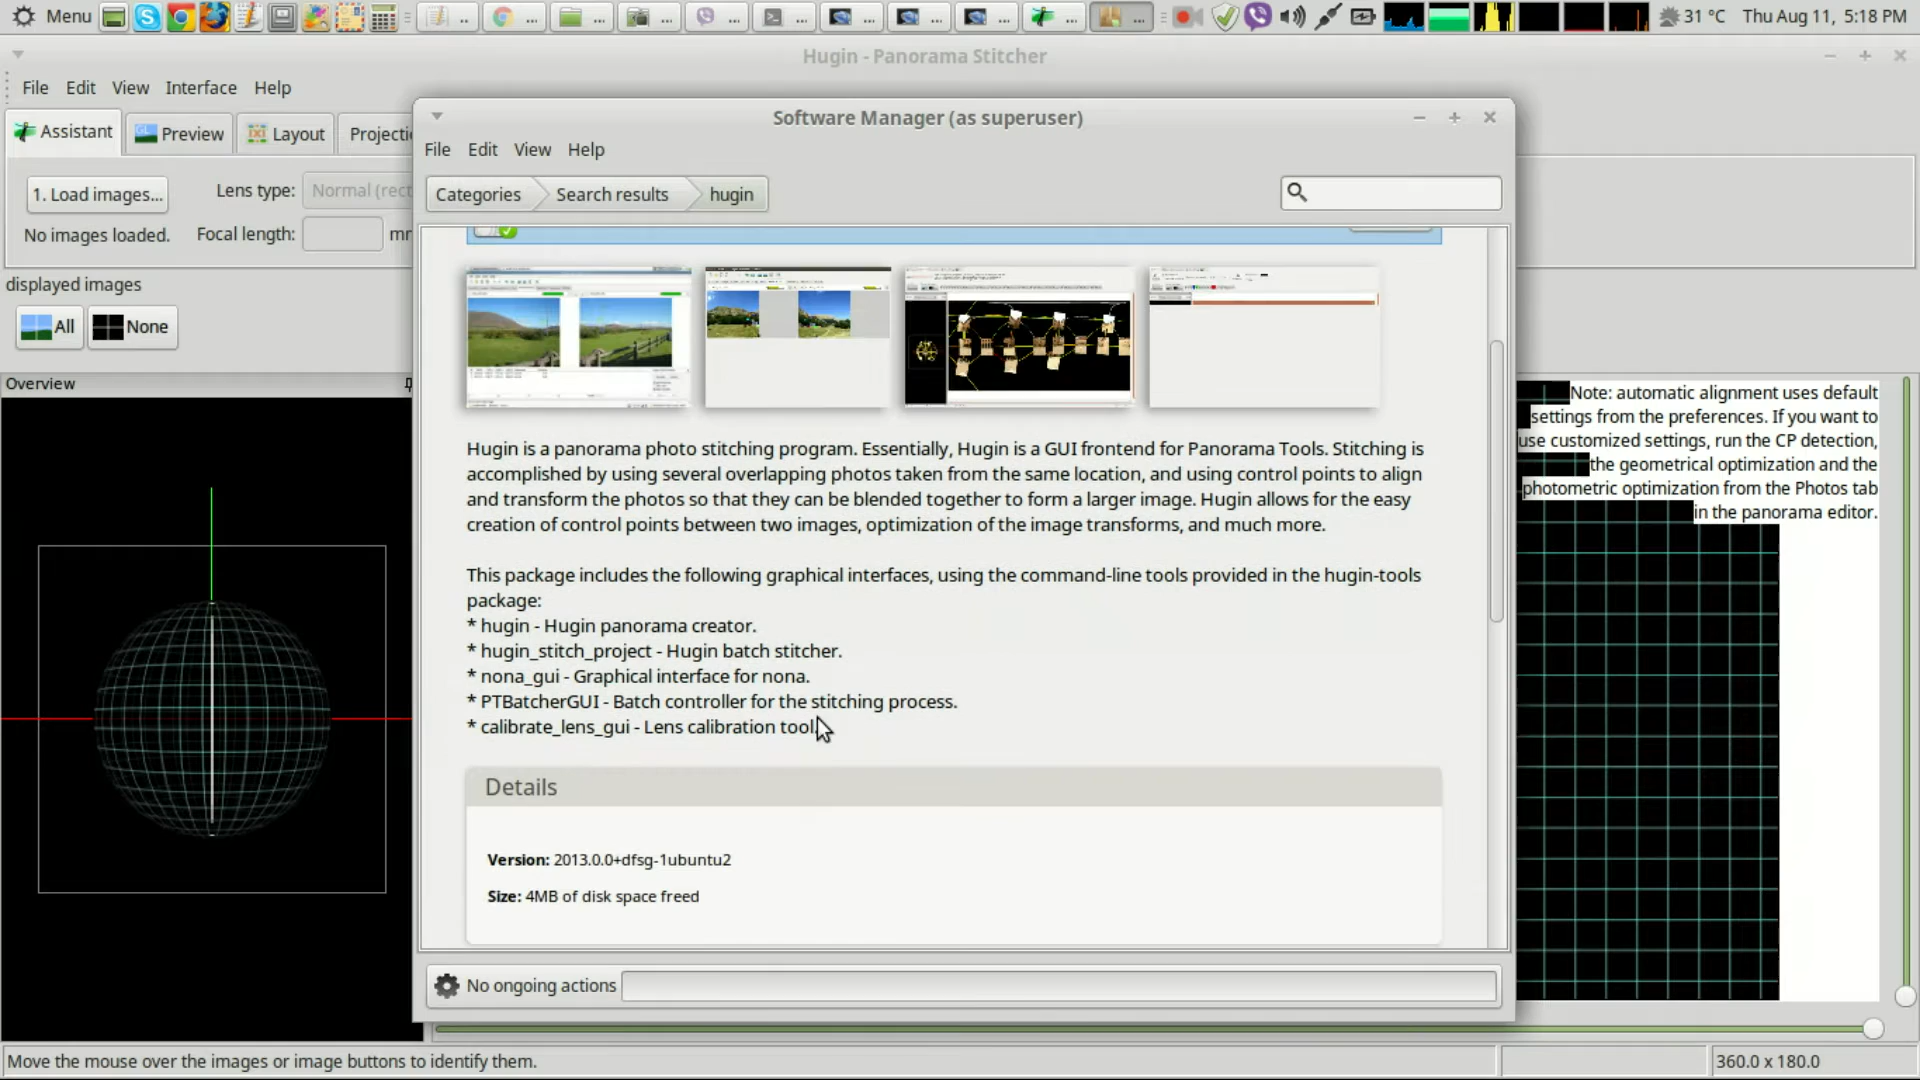 Menu
..
...
...
...
...
...
...
...
...
...
...
31 °C
Thu Aug 11, 5:18 PM
Hugin - Panorama Stitcher
File Edit View Interface Help
Assistant Preview Layout Projecti
1. Load images... Lens type: Normal (rect
No images loaded. Focal length: mr
displayed images
All None
Overview
Software Manager (as superuser)
File Edit View Help
Categories Search results hugin
Hugin is a panorama photo stitching program. Essentially, Hugin is a GUI frontend for Panorama Tools. Stitching is
accomplished by using several overlapping photos taken from the same location, and using control points to align
and transform the photos so that they can be blended together to form a larger image. Hugin allows for the easy
creation of control points between two images, optimization of the image transforms, and much more.
This package includes the following graphical interfaces, using the command-line tools provided in the hugin-tools
package:
* hugin - Hugin panorama creator.
* hugin_stitch_project - Hugin batch stitcher.
* nona_gui - Graphical interface for nona.
* PTBatcherGUI - Batch controller for the stitching process.
* calibrate_lens_gui - Lens calibration tool.
Details
Version: 2013.0.0+dfsg-1ubuntu2
Size: 4MB of disk space freed
No ongoing actions
Note: automatic alignment uses default
settings from the preferences. If you want to
use customized settings, run the CP detection,
the geometrical optimization and the
photometric optimization from the Photos tab
in the panorama editor.
Move the mouse over the images or image buttons to identify them.
360.0 x 180.0